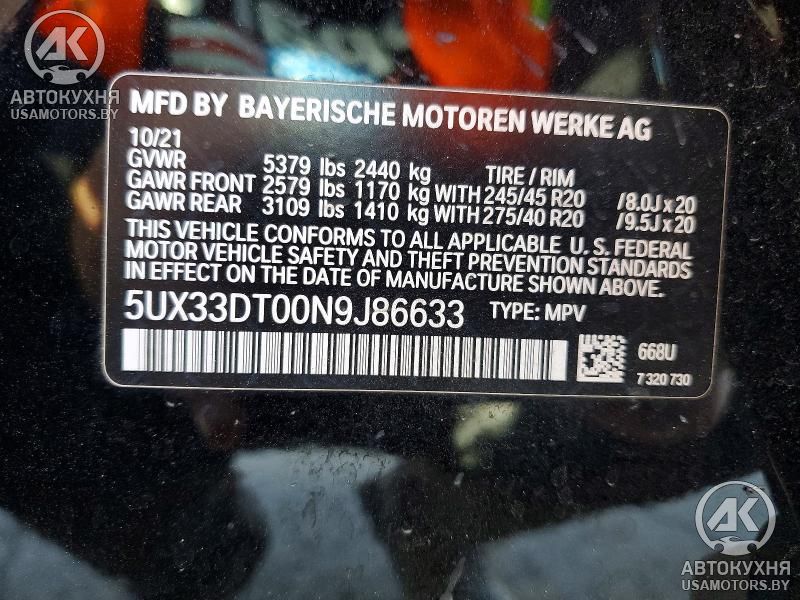 AK
АВТОКУХНЯ
USAMOTORS.BY
MFD BY BAYERISCHE MOTOREN WERKE AG
10/21
GVWR 5379 lbs 2440 kg TIRE / RIM
GAWR FRONT 2579 lbs 1170 kg WITH 245/45 R20 /8.0J x 20
GAWR REAR 3109 lbs 1410 kg WITH 275/40 R20 /9.5J x 20
THIS VEHICLE CONFORMS TO ALL APPLICABLE U. S. FEDERAL
MOTOR VEHICLE SAFETY AND THEFT PREVENTION STANDARDS
IN EFFECT ON THE DATE OF MANUFACTURE SHOWN ABOVE.
5UX33DT00N9J86633 TYPE: MPV
668U
7 320 730
AK
АВТОКУХНЯ
USAMOTORS.BY